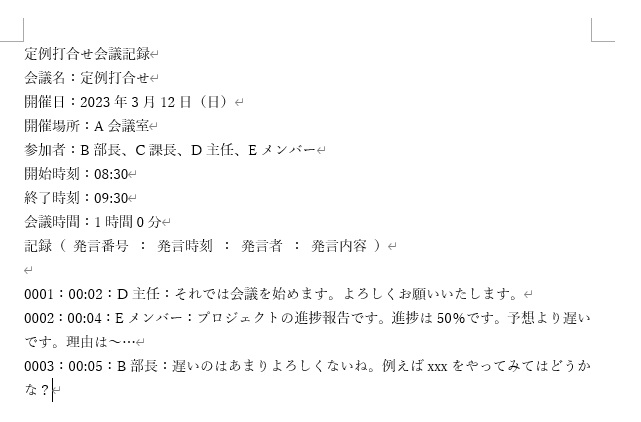 定例打合せ会議記録
会議名：定例打合せ
開催日：2023 年 3 月 12 日（日）
開催場所：A 会議室
参加者：B 部長、C 課長、D 主任、E メンバー
開始時刻：08:30
終了時刻：09:30
会議時間：1 時間 0 分
記録（ 発言番号 ： 発言時刻 ： 発言者 ： 発言内容 ）
0001：00:02：D 主任：それでは会議を始めます。よろしくお願いいたします。
0002：00:04：E メンバー：プロジェクトの進捗報告です。進捗は 50%です。予想より遅い
です。理由は～…
0003：00:05：B 部長：遅いのはあまりよろしくないね。例えば xxx をやってみてはどうか
な？